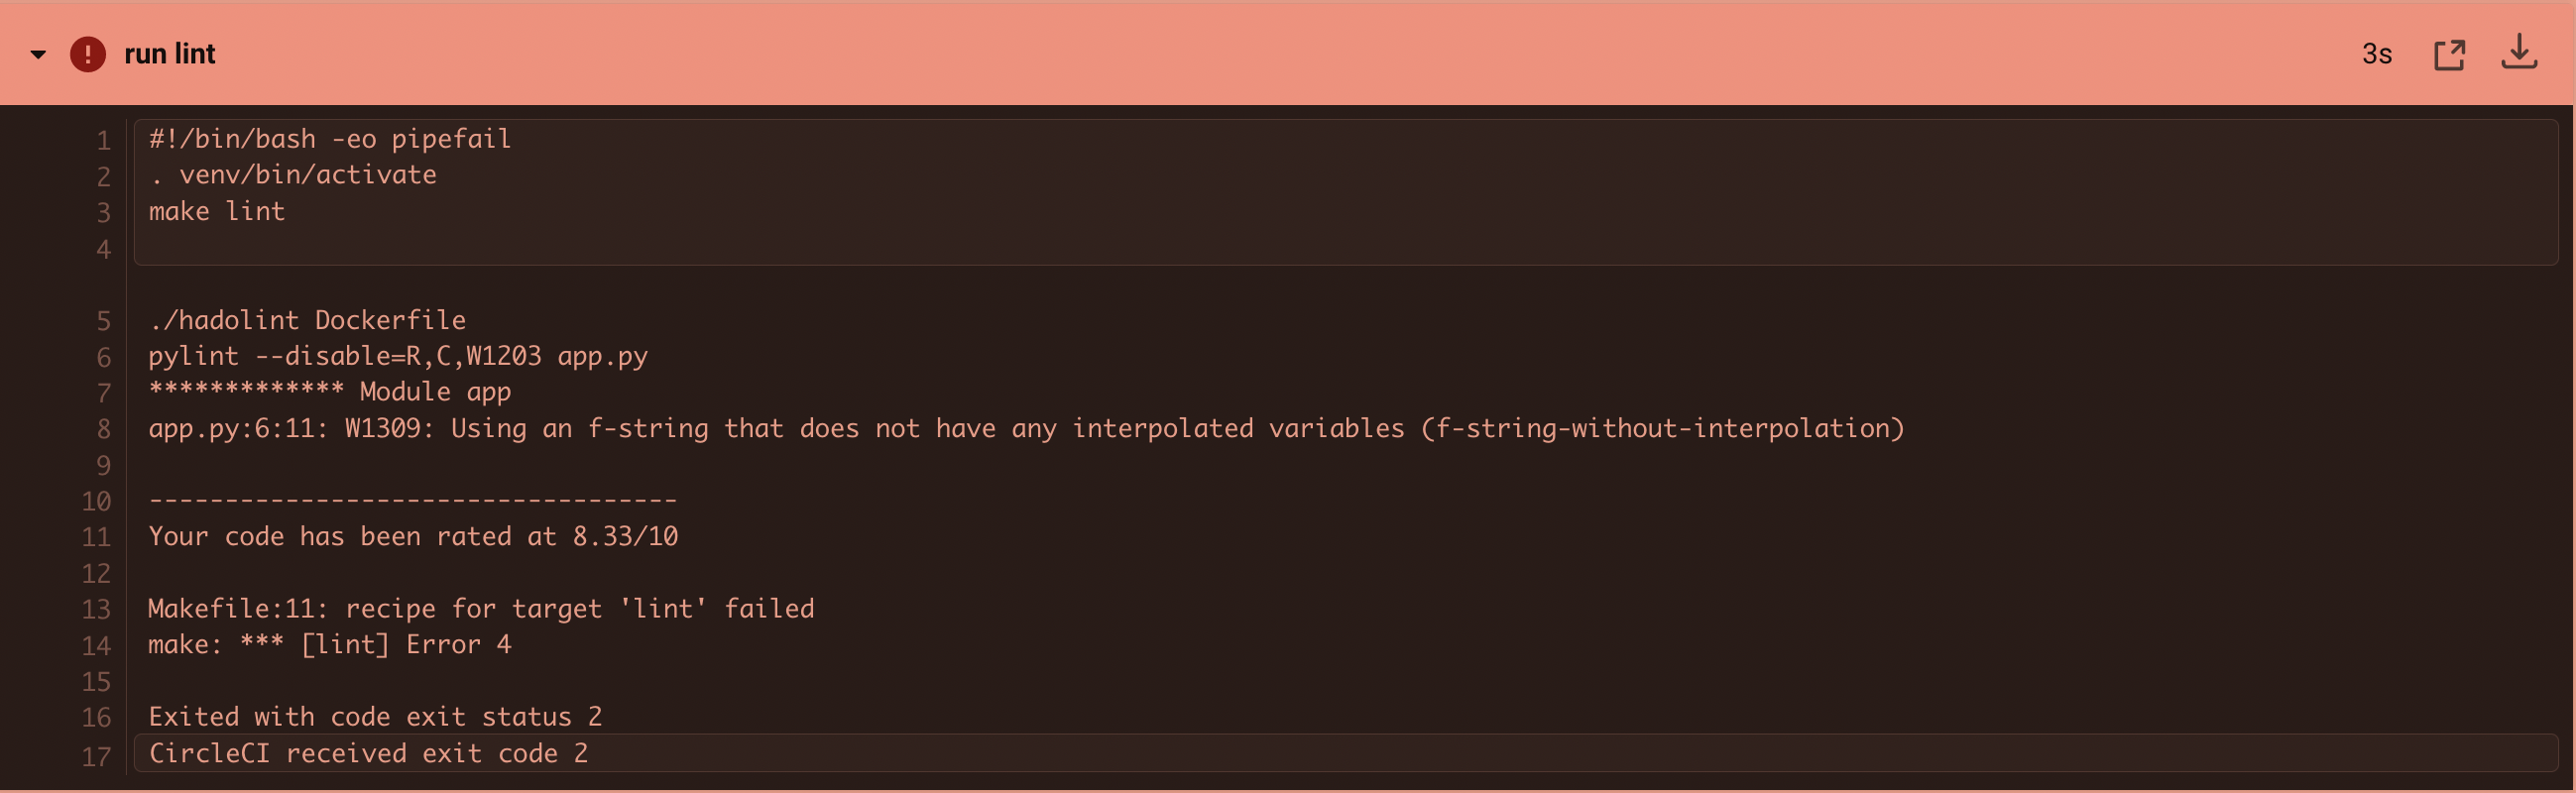 run lint
3s
1 #!/bin/bash -eo pipefail
2 . venv/bin/activate
3 make lint
4
5 ./hadolint Dockerfile
6 pylint --disable=R,C,W1203 app.py
7 ************* Module app
8 app.py:6:11: W1309: Using an f-string that does not have any interpolated variables (f-string-without-interpolation)
9
10 -----------------------------------
11 Your code has been rated at 8.33/10
12
13 Makefile:11: recipe for target 'lint' failed
14 make: *** [lint] Error 4
15
16 Exited with code exit status 2
17 CircleCI received exit code 2